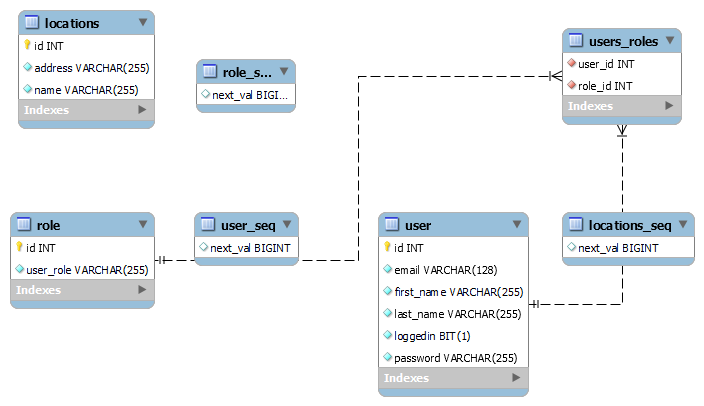 locations
id INT
address VARCHAR(255)
name VARCHAR(255)
Indexes
role_s...
next_val BIGI...
users_roles
user_id INT
role_id INT
Indexes
role
id INT
user_role VARCHAR(255)
Indexes
user_seq
next_val BIGINT
user
id INT
email VARCHAR(128)
first_name VARCHAR(255)
last_name VARCHAR(255)
loggedin BIT(1)
password VARCHAR(255)
Indexes
locations_seq
next_val BIGINT